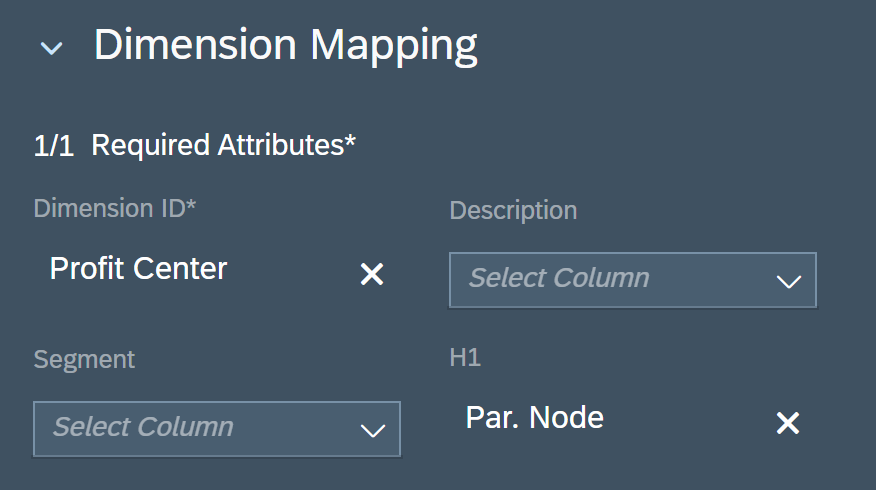 Dimension Mapping
1/1 Required Attributes*
Dimension ID*
Description
Profit Center
Select Column
Segment
H1
Select Column
Par. Node